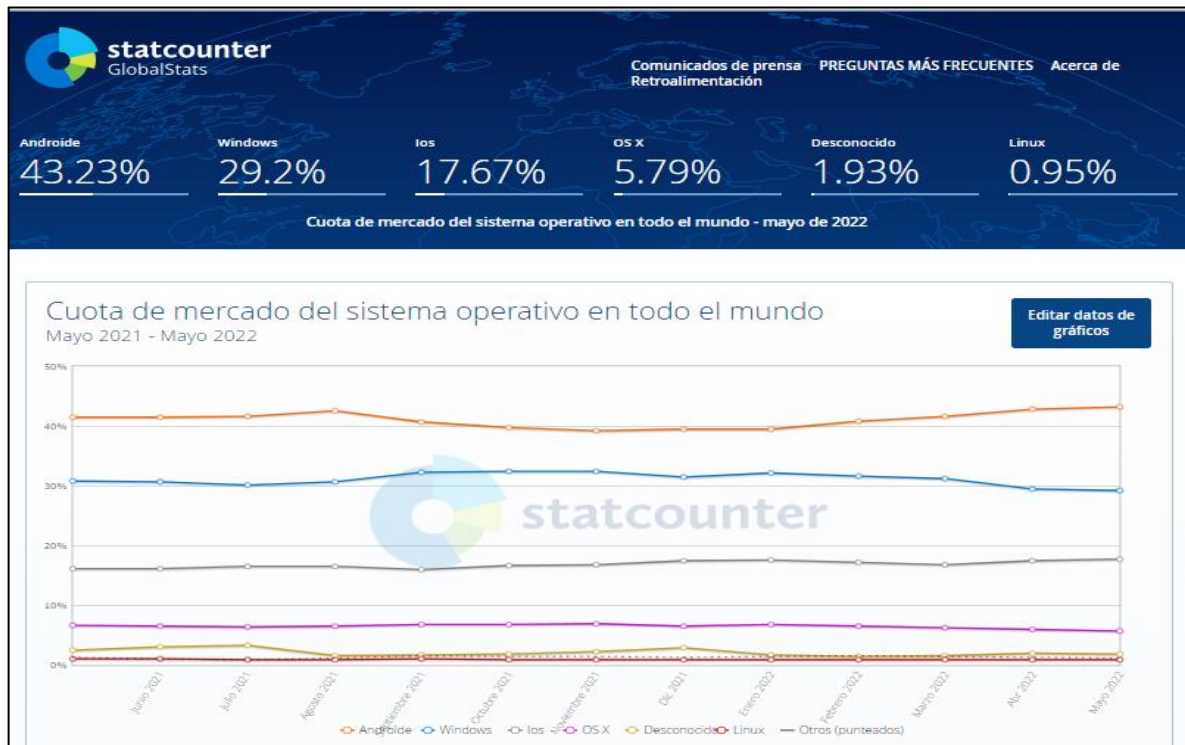 statcounter
GlobalStats
Comunicados de prensa PREGUNTAS MÁS FRECUENTES Acerca de
Retroalimentación
Androide Windows Ios OS X Desconocido Linux
43.23% 29.2% 17.67% 5.79% 1.93% 0.95%
Cuota de mercado del sistema operativo en todo el mundo - mayo de 2022
Cuota de mercado del sistema operativo en todo el mundo
Mayo 2021 - Mayo 2022
Editar datos de
gráficos
50%
40%
30%
20%
10%
0%
statcounter
Junio 2021
Julio 2021
Agosto 2021
Septiembre 2021
Octubre 2021
Noviembre 2021
Dic 2021
Enero 2022
Febrero 2022
Marzo 2022
Abr 2022
Mayo 2022
Androide Windows Ios OS X Desconocido Linux Otros (punteados)